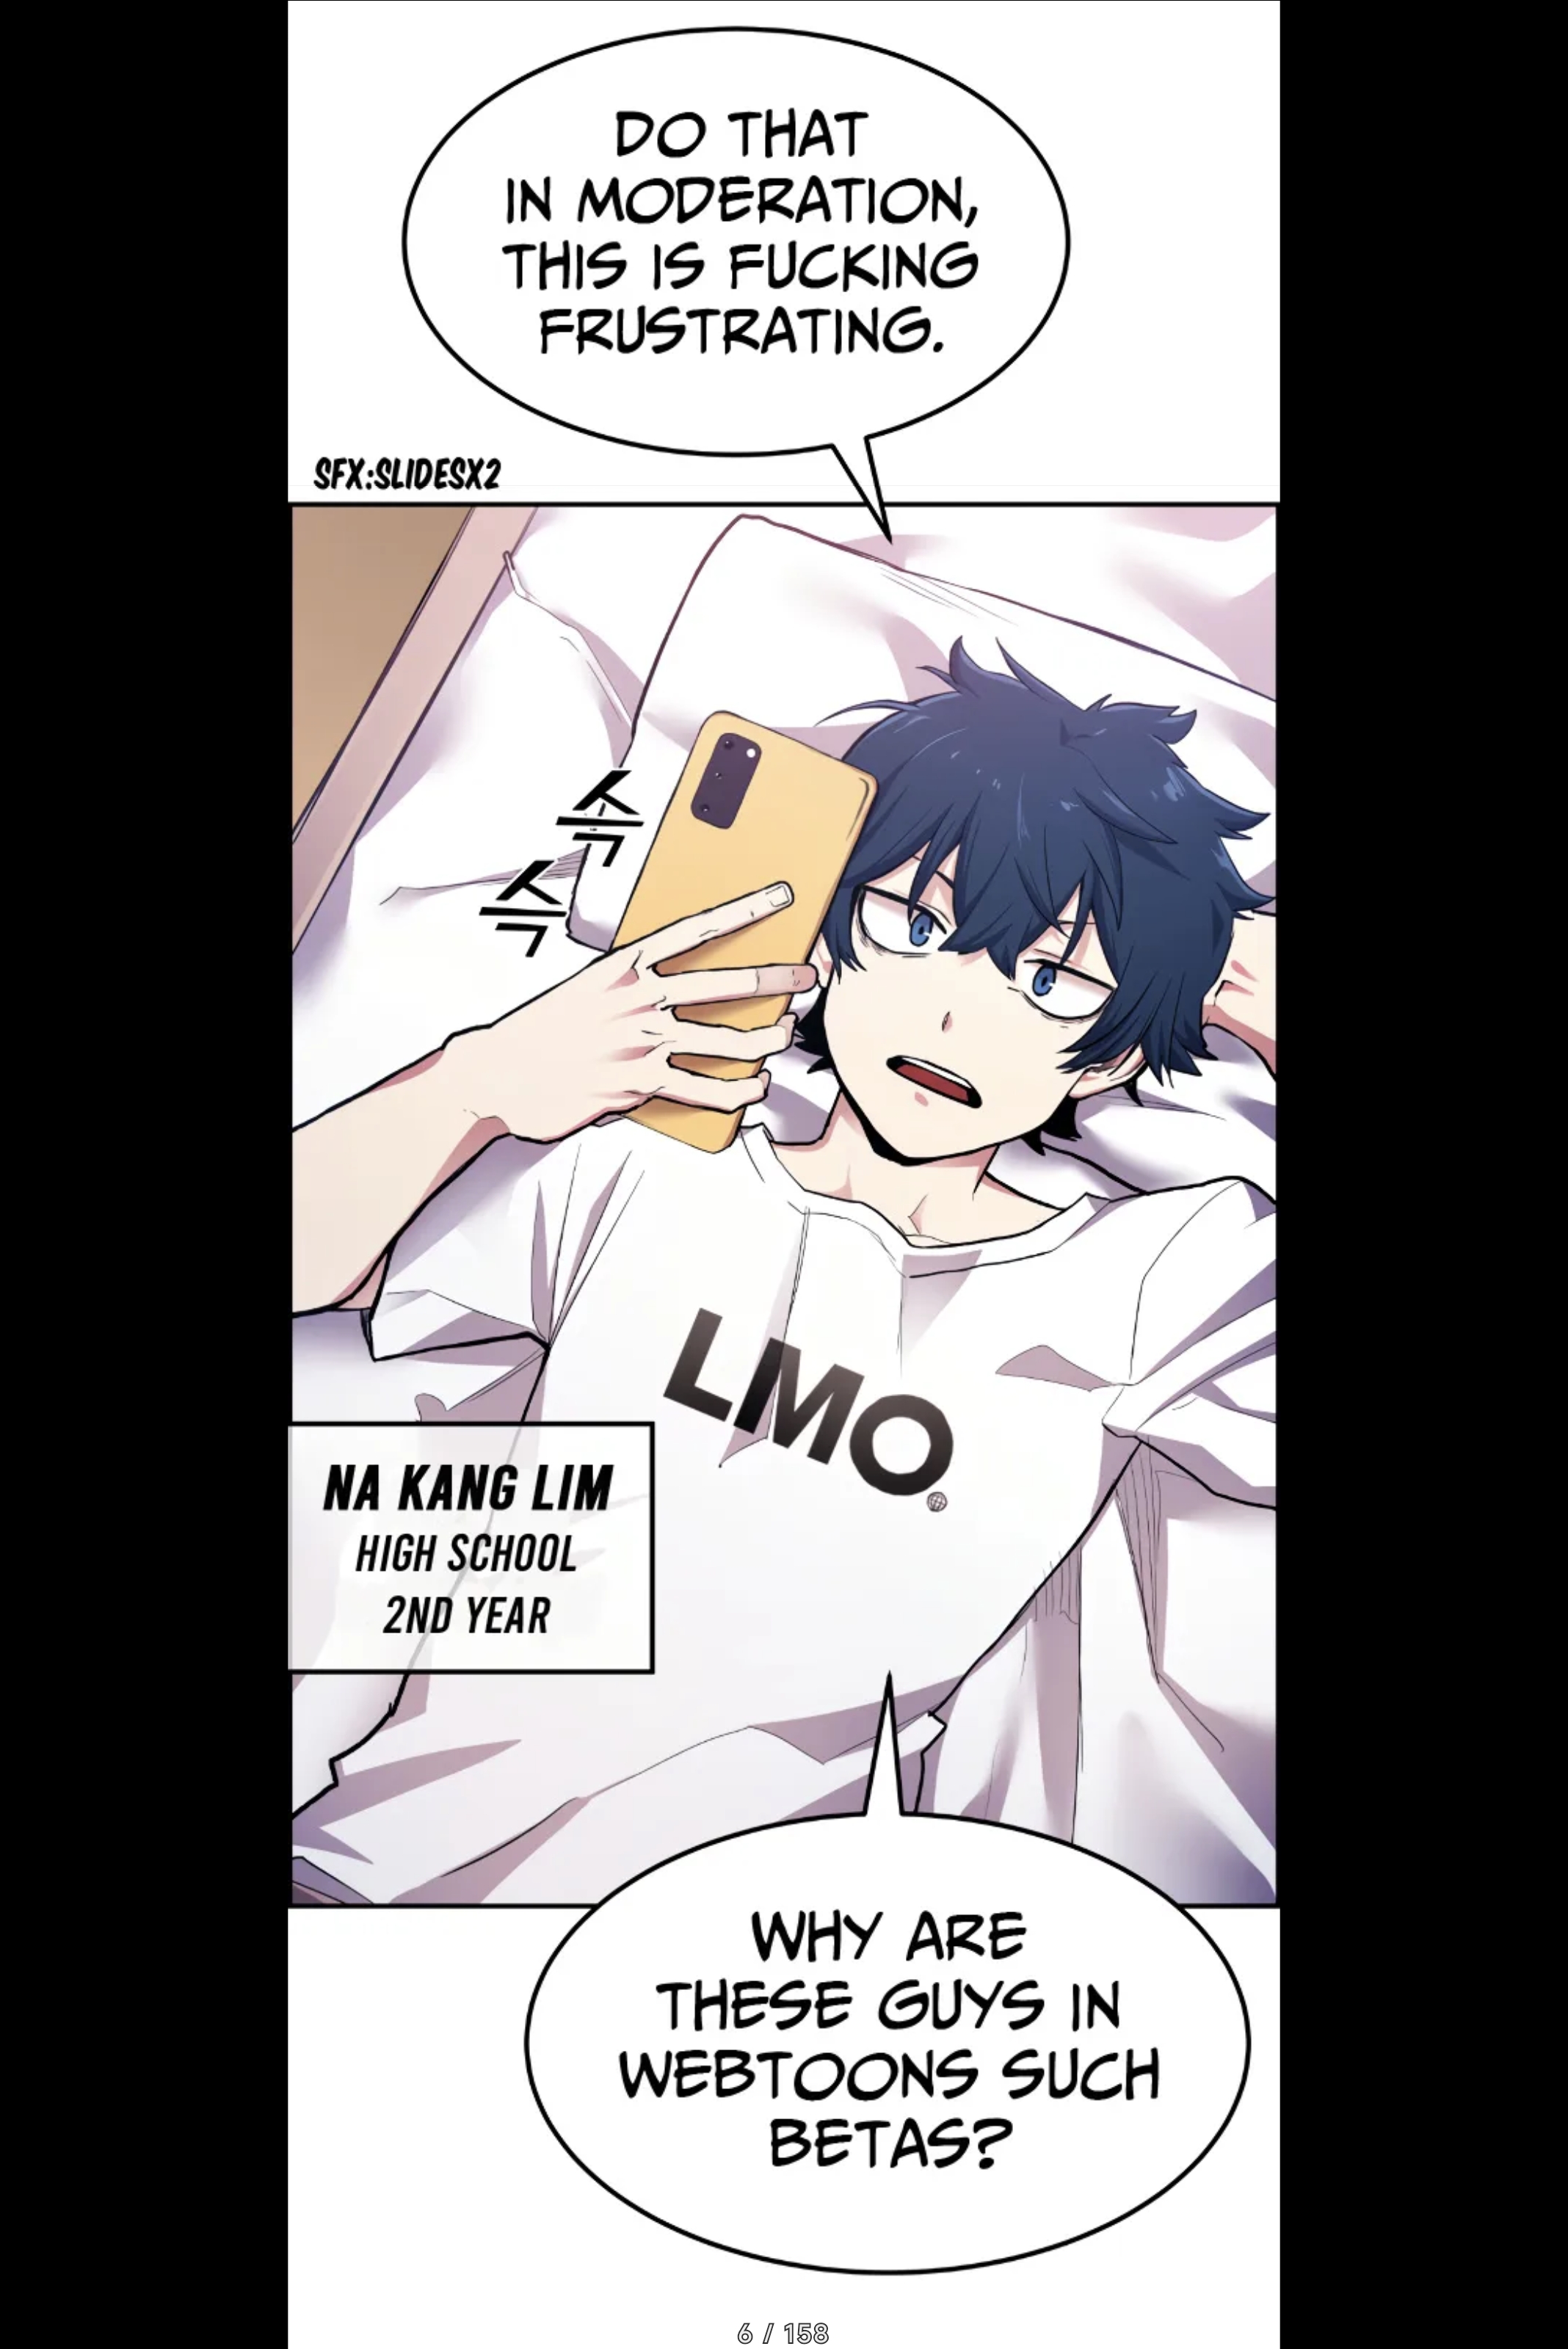 DO THAT
IN MODERATION,
THIS IS FUCKING
FRUSTRATING.
SFX:SLIDESX2
슥
슥
LMO
NA KANG LIM
HIGH SCHOOL
2ND YEAR
WHY ARE
THESE GUYS IN
WEBTOONS SUCH
BETAS?
6 / 158